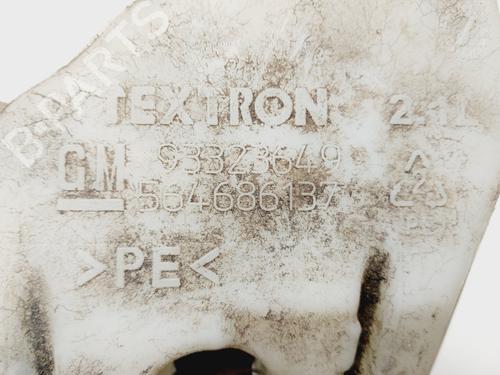 B-PARTS
TEXTRON 2.1L
GM 93323649
564686137
>PE<